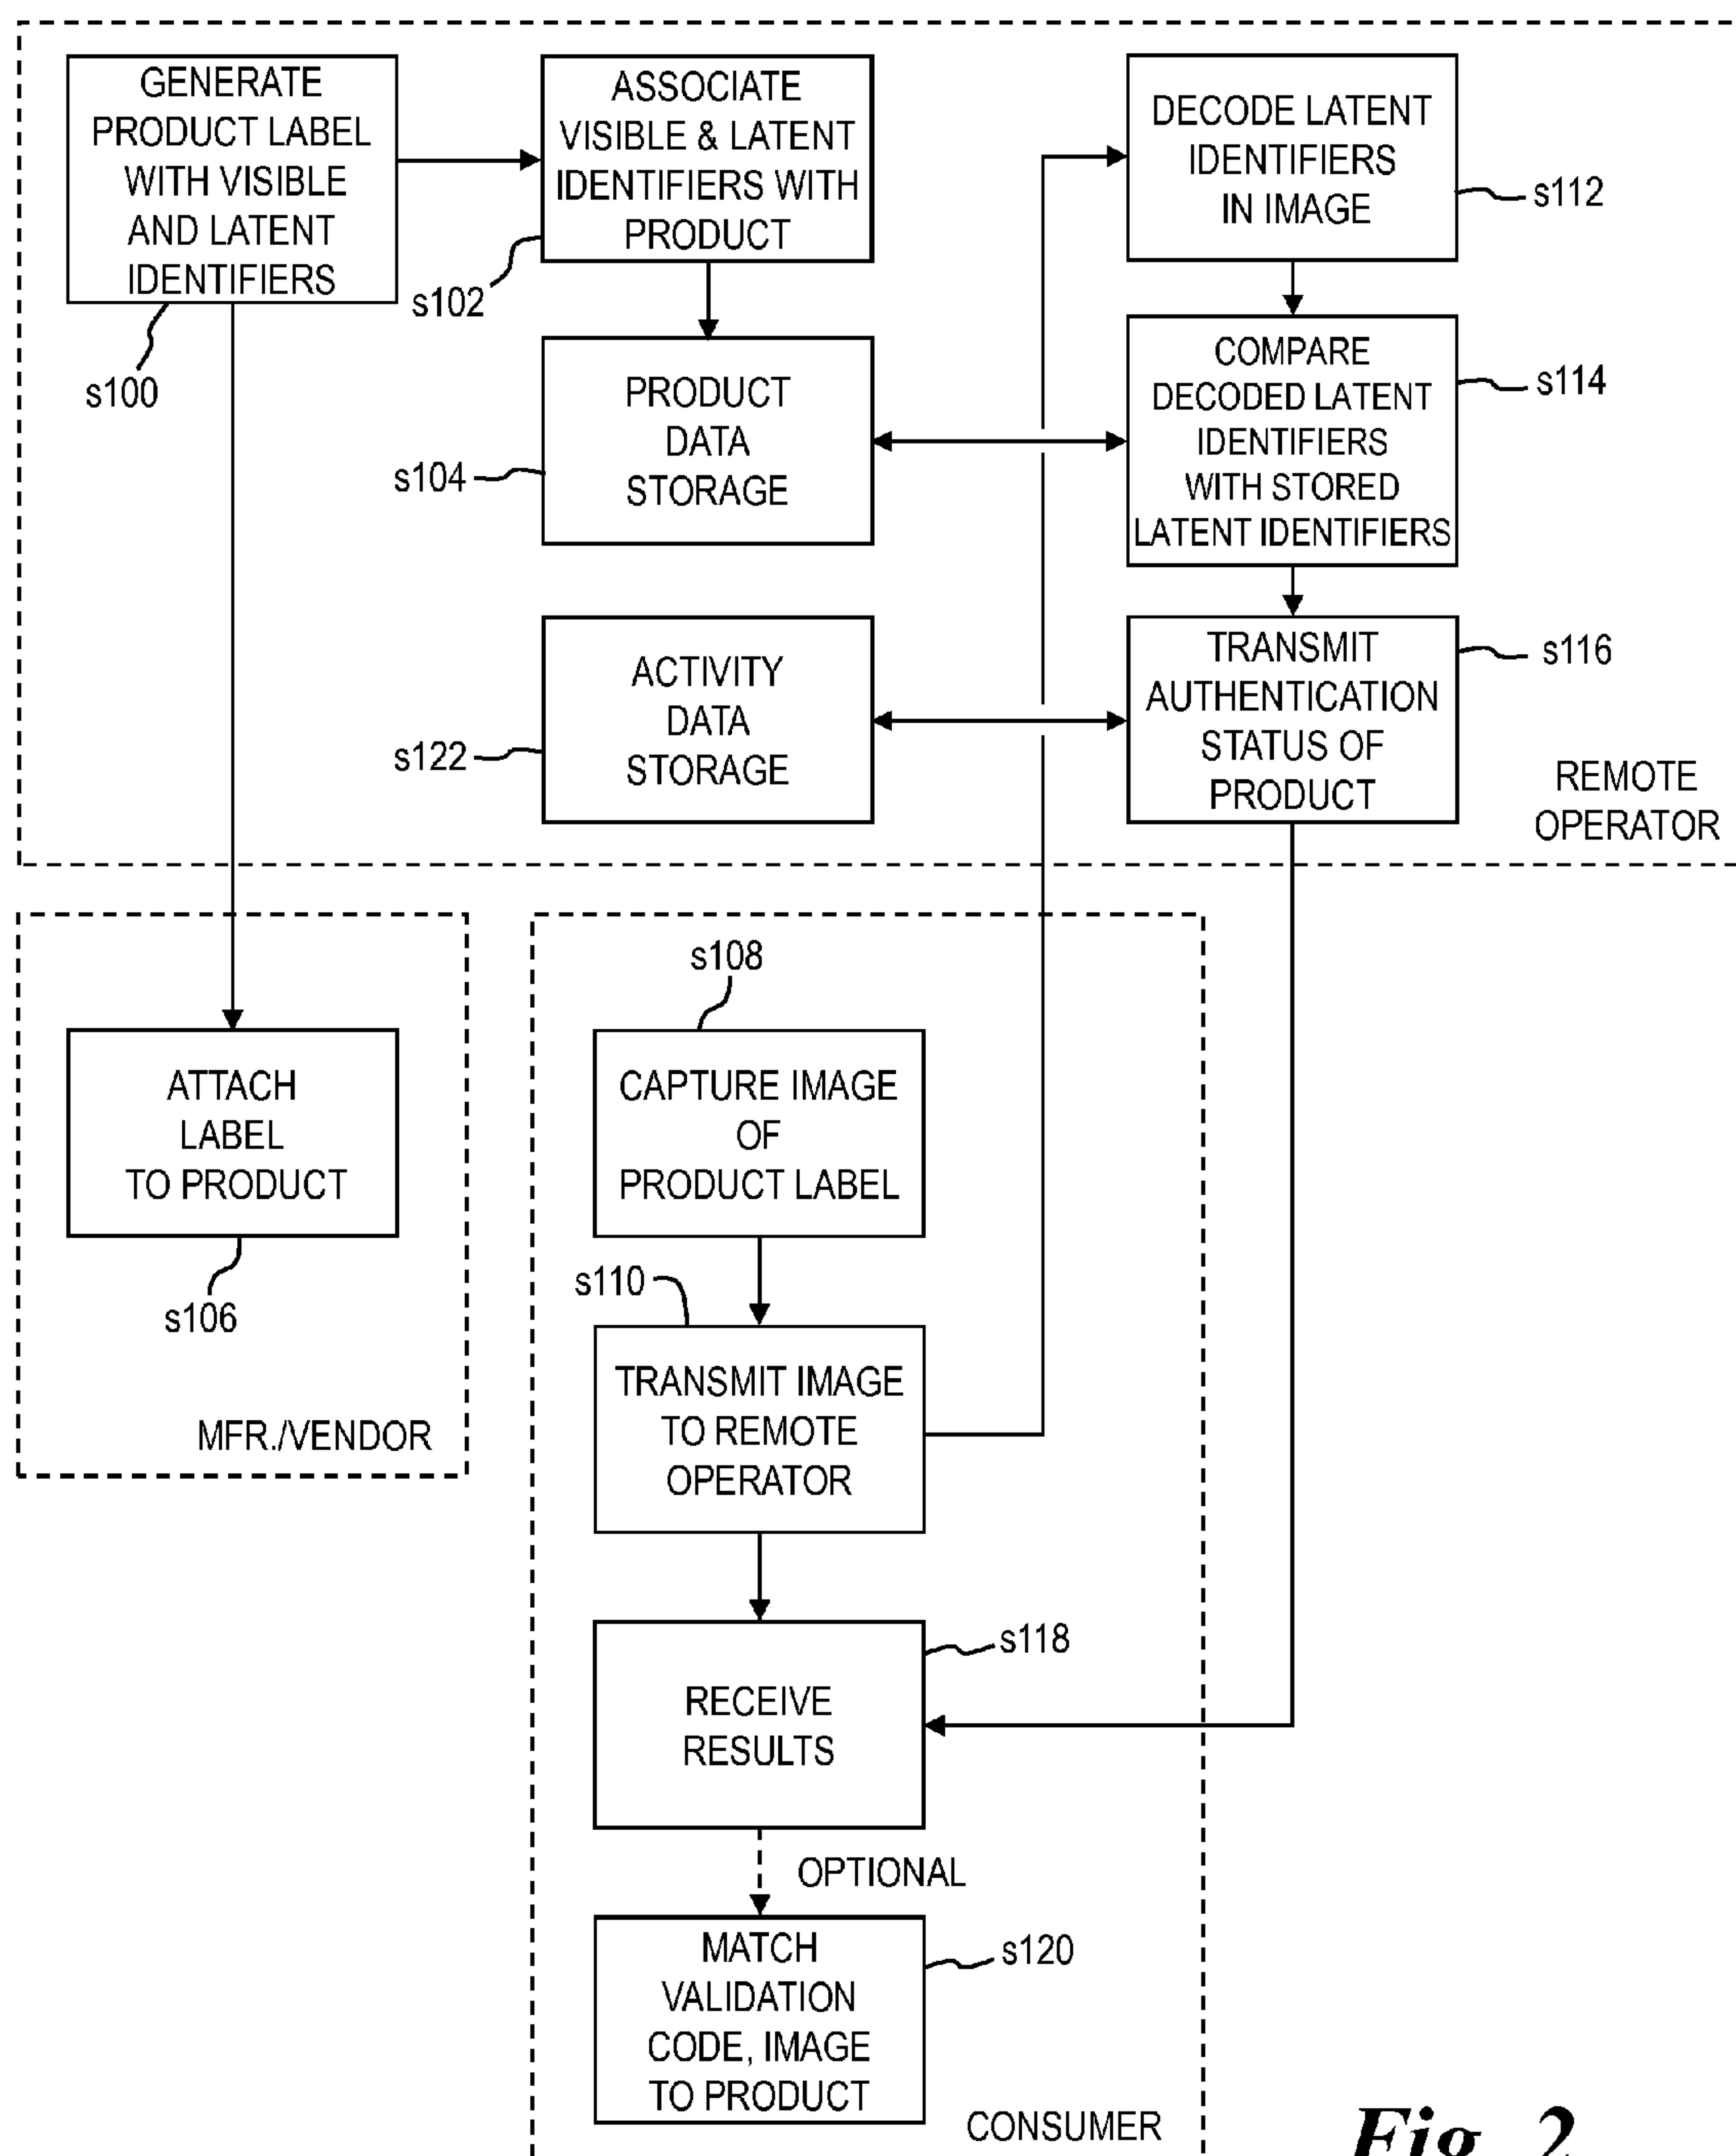 GENERATE
PRODUCT LABEL
WITH VISIBLE
AND LATENT
IDENTIFIERS
s100
ASSOCIATE
VISIBLE & LATENT
IDENTIFIERS WITH
PRODUCT
s102
PRODUCT
DATA
STORAGE
s104
ACTIVITY
DATA
STORAGE
s122
DECODE LATENT
IDENTIFIERS
IN IMAGE
s112
COMPARE
DECODED LATENT
IDENTIFIERS
WITH STORED
LATENT IDENTIFIERS
s114
TRANSMIT
AUTHENTICATION
STATUS OF
PRODUCT
s116
REMOTE
OPERATOR
ATTACH
LABEL
TO PRODUCT
s106
MFR./VENDOR
s108
CAPTURE IMAGE
OF
PRODUCT LABEL
s110
TRANSMIT IMAGE
TO REMOTE
OPERATOR
s118
RECEIVE
RESULTS
OPTIONAL
MATCH
VALIDATION
CODE, IMAGE
TO PRODUCT
s120
CONSUMER
Fig. 2